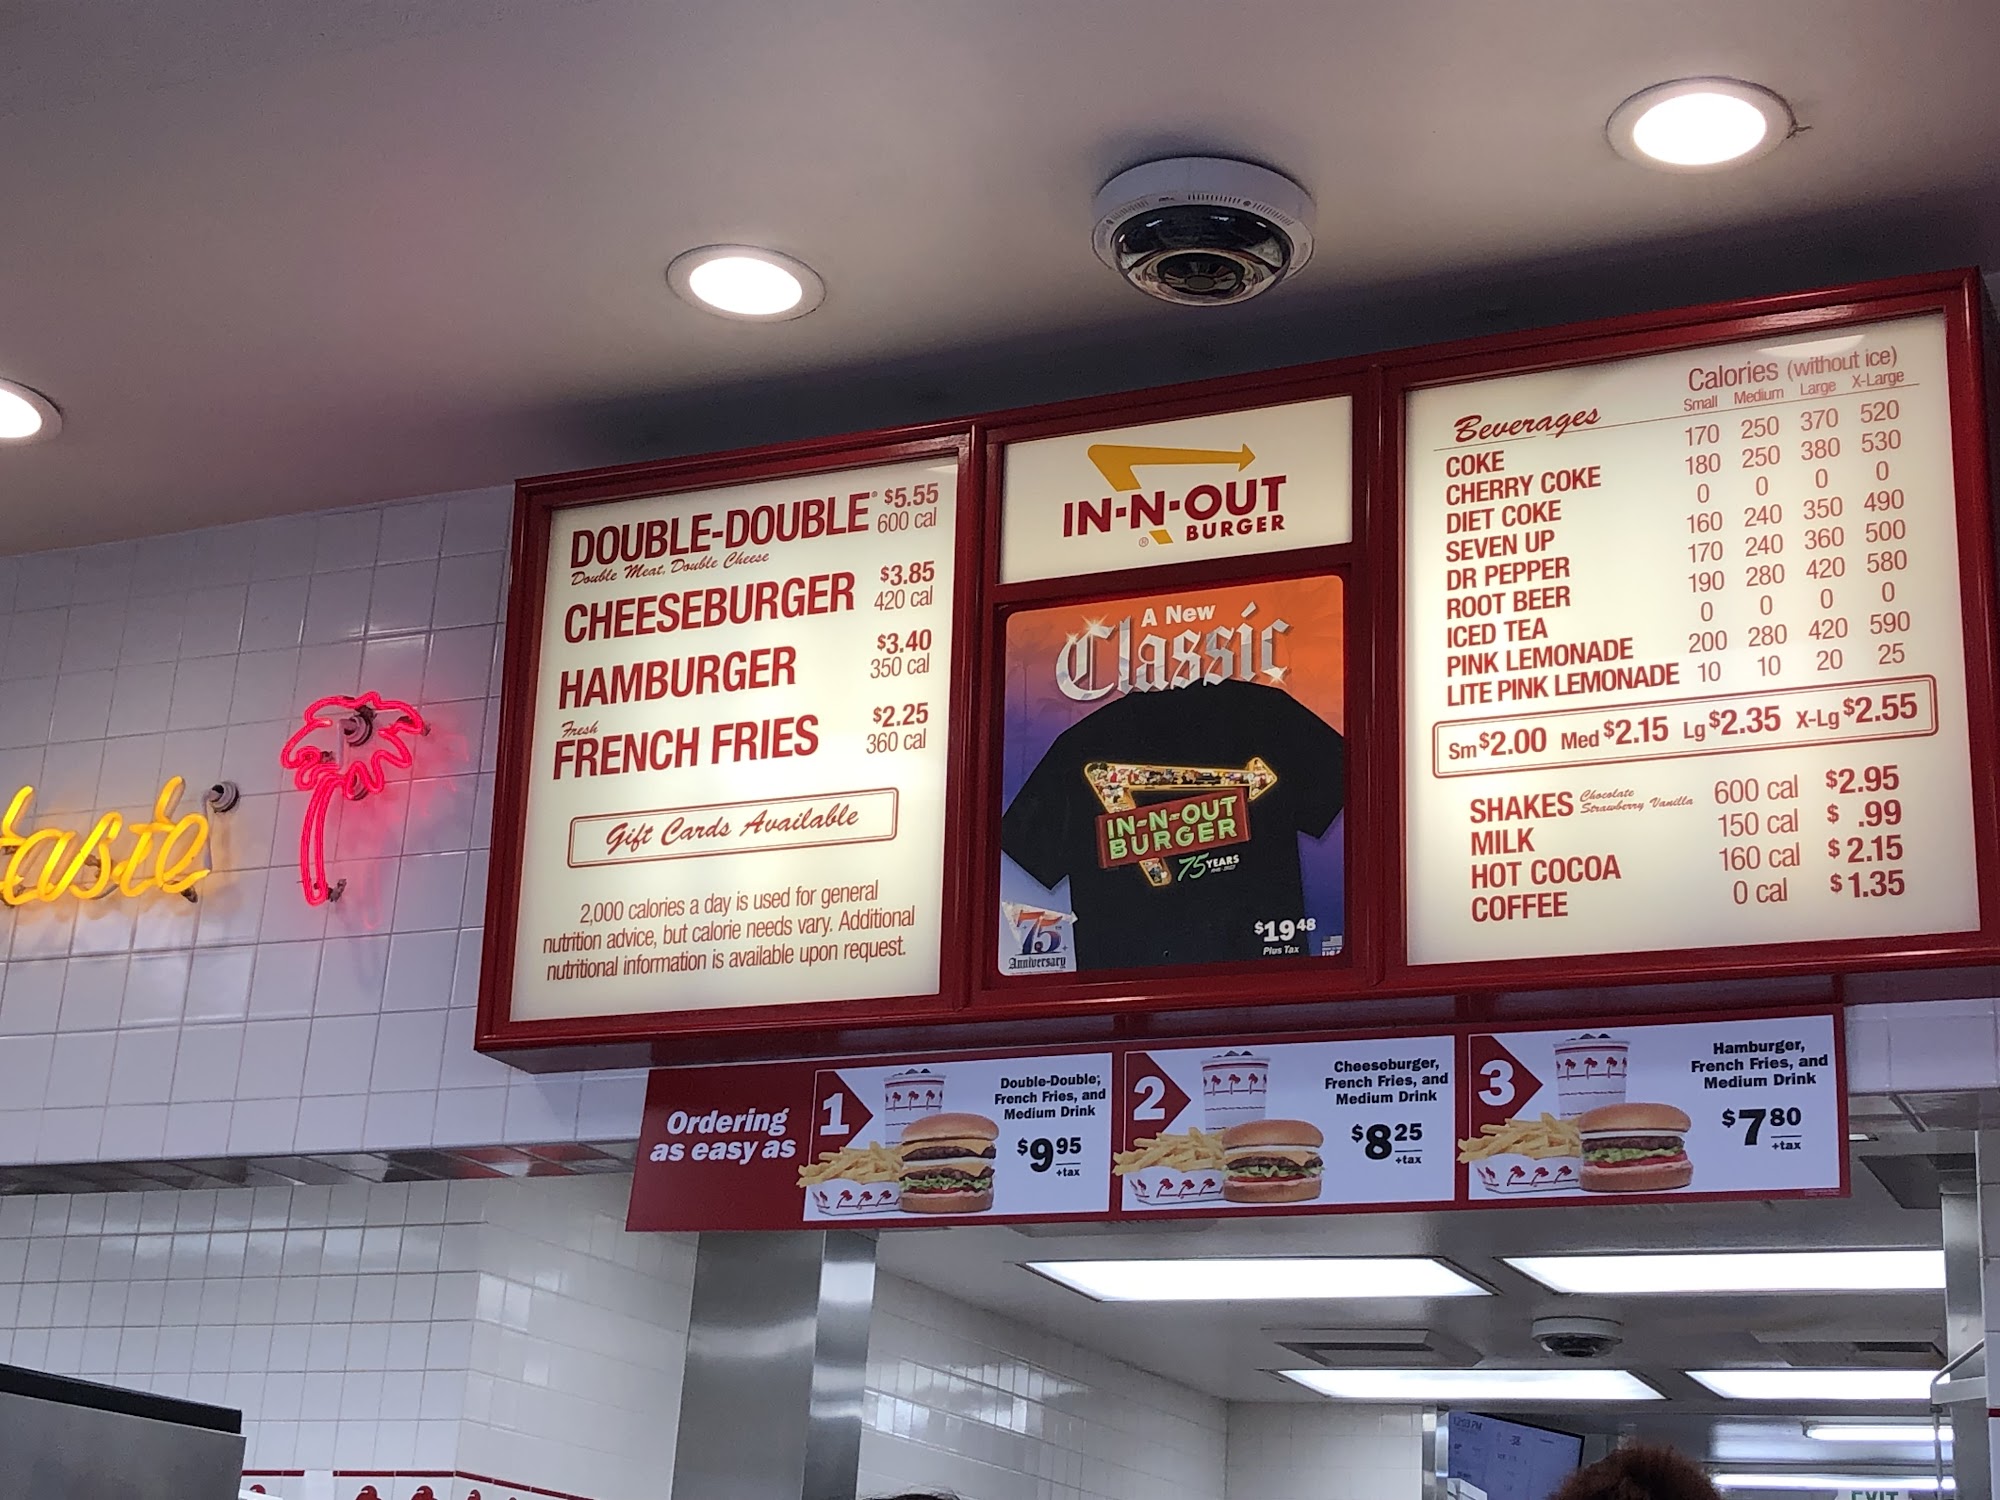 taste
DOUBLE-DOUBLE® $5.55
Double Meat, Double Cheese 600 cal
CHEESEBURGER $3.85
420 cal
HAMBURGER $3.40
350 cal
Fresh
FRENCH FRIES $2.25
360 cal
Gift Cards Available
2,000 calories a day is used for general
nutrition advice, but calorie needs vary. Additional
nutritional information is available upon request.
IN-N-OUT
® BURGER
A New
Classic
IN-N-OUT
BURGER
75 YEARS
75th
Anniversary
$19.48
Plus Tax
Calories (without ice)
Beverages Small Medium Large X-Large
COKE 170 250 370 520
CHERRY COKE 180 250 380 530
DIET COKE 0 0 0 0
SEVEN UP 160 240 350 490
DR PEPPER 170 240 360 500
ROOT BEER 190 280 420 580
ICED TEA 0 0 0 0
PINK LEMONADE 200 280 420 590
LITE PINK LEMONADE 10 10 20 25
Sm $2.00 Med $2.15 Lg $2.35 X-Lg $2.55
SHAKES Chocolate Strawberry Vanilla 600 cal $2.95
MILK 150 cal $ .99
HOT COCOA 160 cal $2.15
COFFEE 0 cal $1.35
Ordering
as easy as
1
Double-Double,
French Fries, and
Medium Drink
$9.95
+tax
2
Cheeseburger,
French Fries, and
Medium Drink
$8.25
+tax
3
Hamburger,
French Fries, and
Medium Drink
$7.80
+tax
EXIT